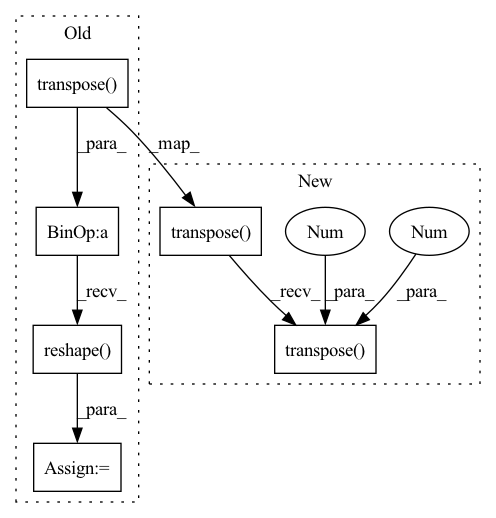 Old
transpose()
_para_
_map_
New
BinOp:a
transpose()
Num
Num
_recv_
_recv_
_para_
_para_
reshape()
transpose()
_para_
Assign:=